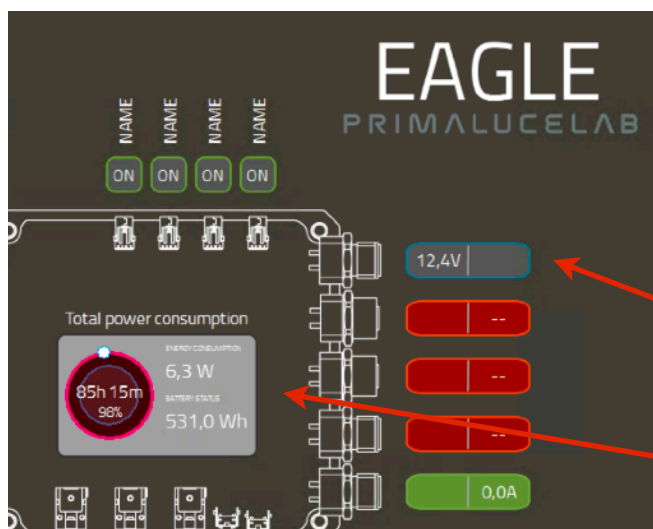 EAGLE
PRIMALUCELAB
NAME NAME NAME NAME
ON ON ON ON
12,4V
--
Total power consumption
ENERGY CONSUMPTION
6,3 W
--
85h 15m
98%
BATTERY STATUS
531,0 Wh
--
0,0A